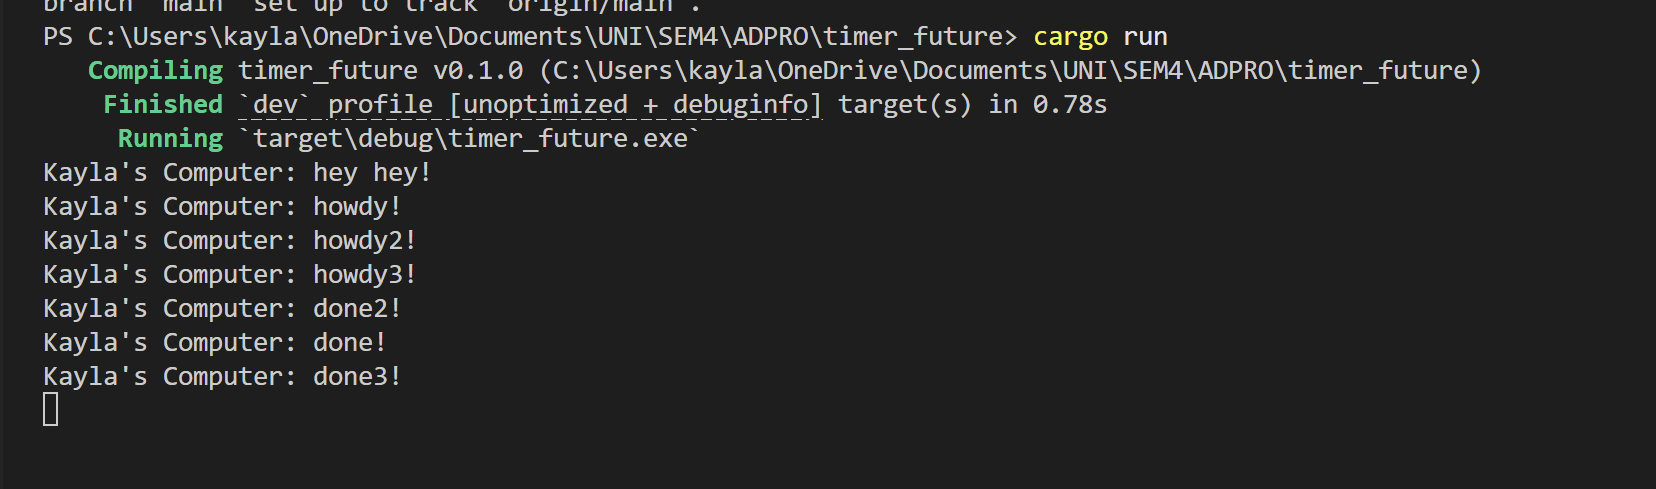 branch 'main' set up to track 'origin/main'.
PS C:\Users\kayla\OneDrive\Documents\UNI\SEM4\ADPRO\timer_future> cargo run
   Compiling timer_future v0.1.0 (C:\Users\kayla\OneDrive\Documents\UNI\SEM4\ADPRO\timer_future)
    Finished `dev` profile [unoptimized + debuginfo] target(s) in 0.78s
     Running `target\debug\timer_future.exe`
Kayla's Computer: hey hey!
Kayla's Computer: howdy!
Kayla's Computer: howdy2!
Kayla's Computer: howdy3!
Kayla's Computer: done2!
Kayla's Computer: done!
Kayla's Computer: done3!